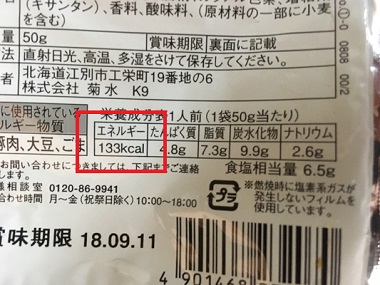 (キサンタン)、香料、酸味料、(原材料の一部に小麦
を含む)
量 50g 賞味期限 裏面に記載
方法 直射日光、高温、多湿をさけて保存してください。
者 北海道江別市工栄町19番地の6
株式会社 菊水 K9
に使用されている
ルギー物質
豚肉、大豆、ごま
栄養成分表 1人前(1袋50g当たり)
エネルギー たんぱく質 脂質 炭水化物 ナトリウム
133kcal 4.8g 7.3g 9.9g 2.6g
食塩相当量 6.5g
お問い合わせにつきましては、下記までご連絡
様相談室 0120-86-9941
月〜金(祝祭日除く)10:00〜18:00
プラ
※燃焼時に塩素系ガスが
発生しないフィルムを
使用しています。
賞味期限 18.09.11
0808 002
4 901468